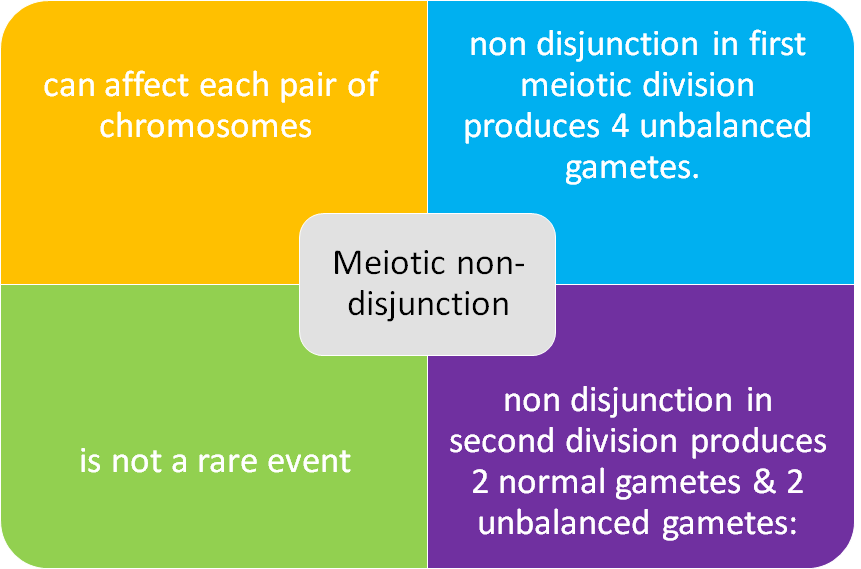 can affect each pair of
chromosomes
non disjunction in first
meiotic division
produces 4 unbalanced
gametes.
Meiotic non-
disjunction
is not a rare event
non disjunction in
second division produces
2 normal gametes & 2
unbalanced gametes: